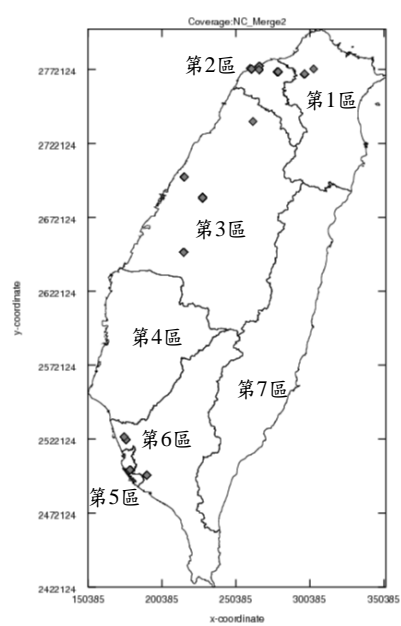 Coverage:NC_Merge2
2772124
第2區
第1區
2722124
2672124
第3區
2622124
y-coordinate
第4區
2572124
第7區
2522124
第6區
第5區
2472124
2422124
150385 200385 250385 300385 350385
x-coordinate